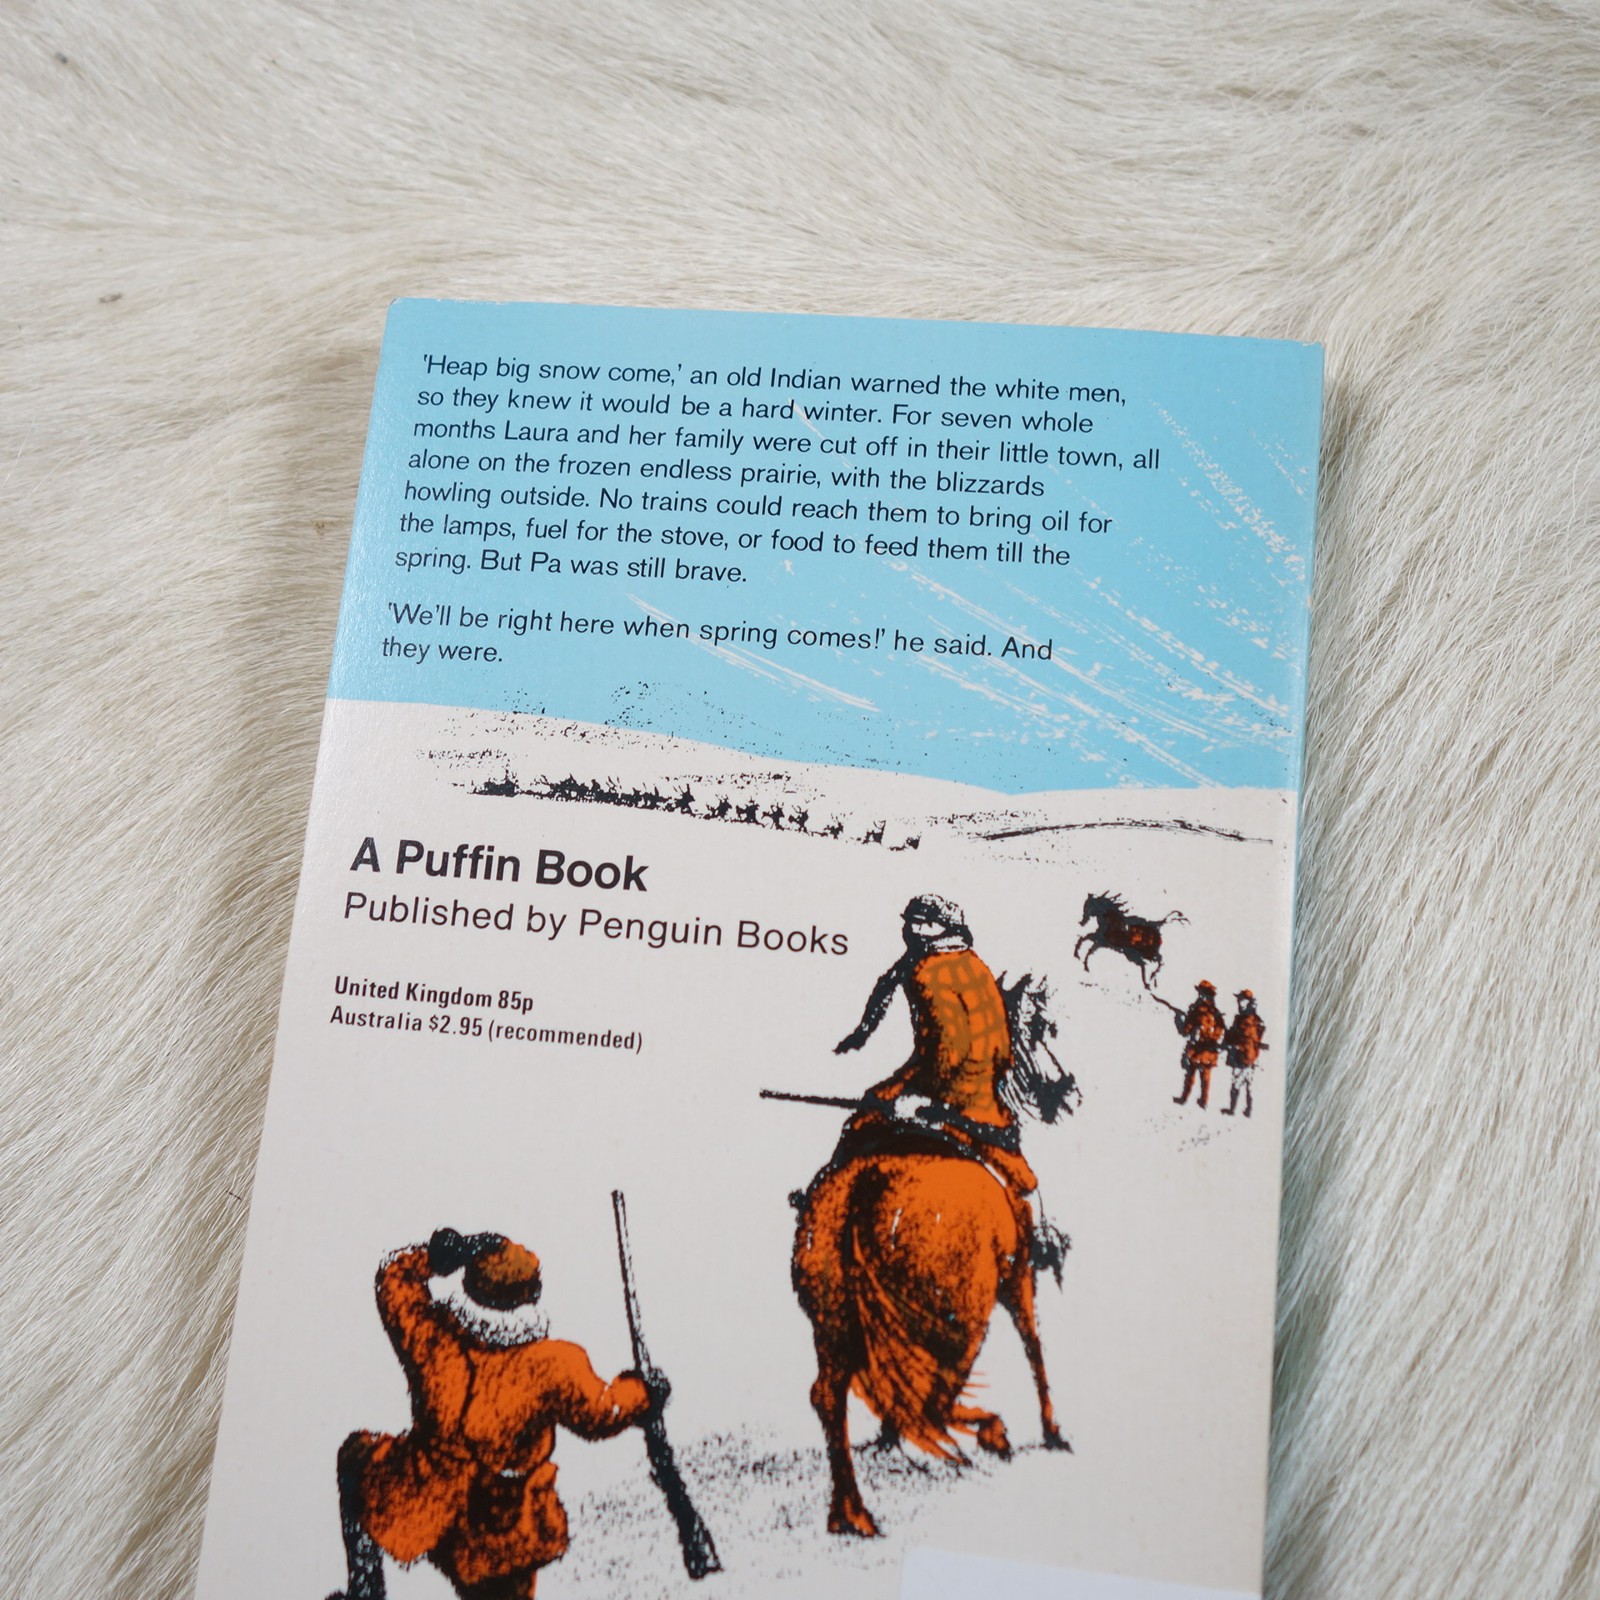 'Heap big snow come,' an old Indian warned the white men,
so they knew it would be a hard winter. For seven whole
months Laura and her family were cut off in their little town, all
alone on the frozen endless prairie, with the blizzards
howling outside. No trains could reach them to bring oil for
the lamps, fuel for the stove, or food to feed them till the
spring. But Pa was still brave.
'We'll be right here when spring comes!' he said. And
they were.
A Puffin Book
Published by Penguin Books
United Kingdom 85p
Australia $2.95 (recommended)